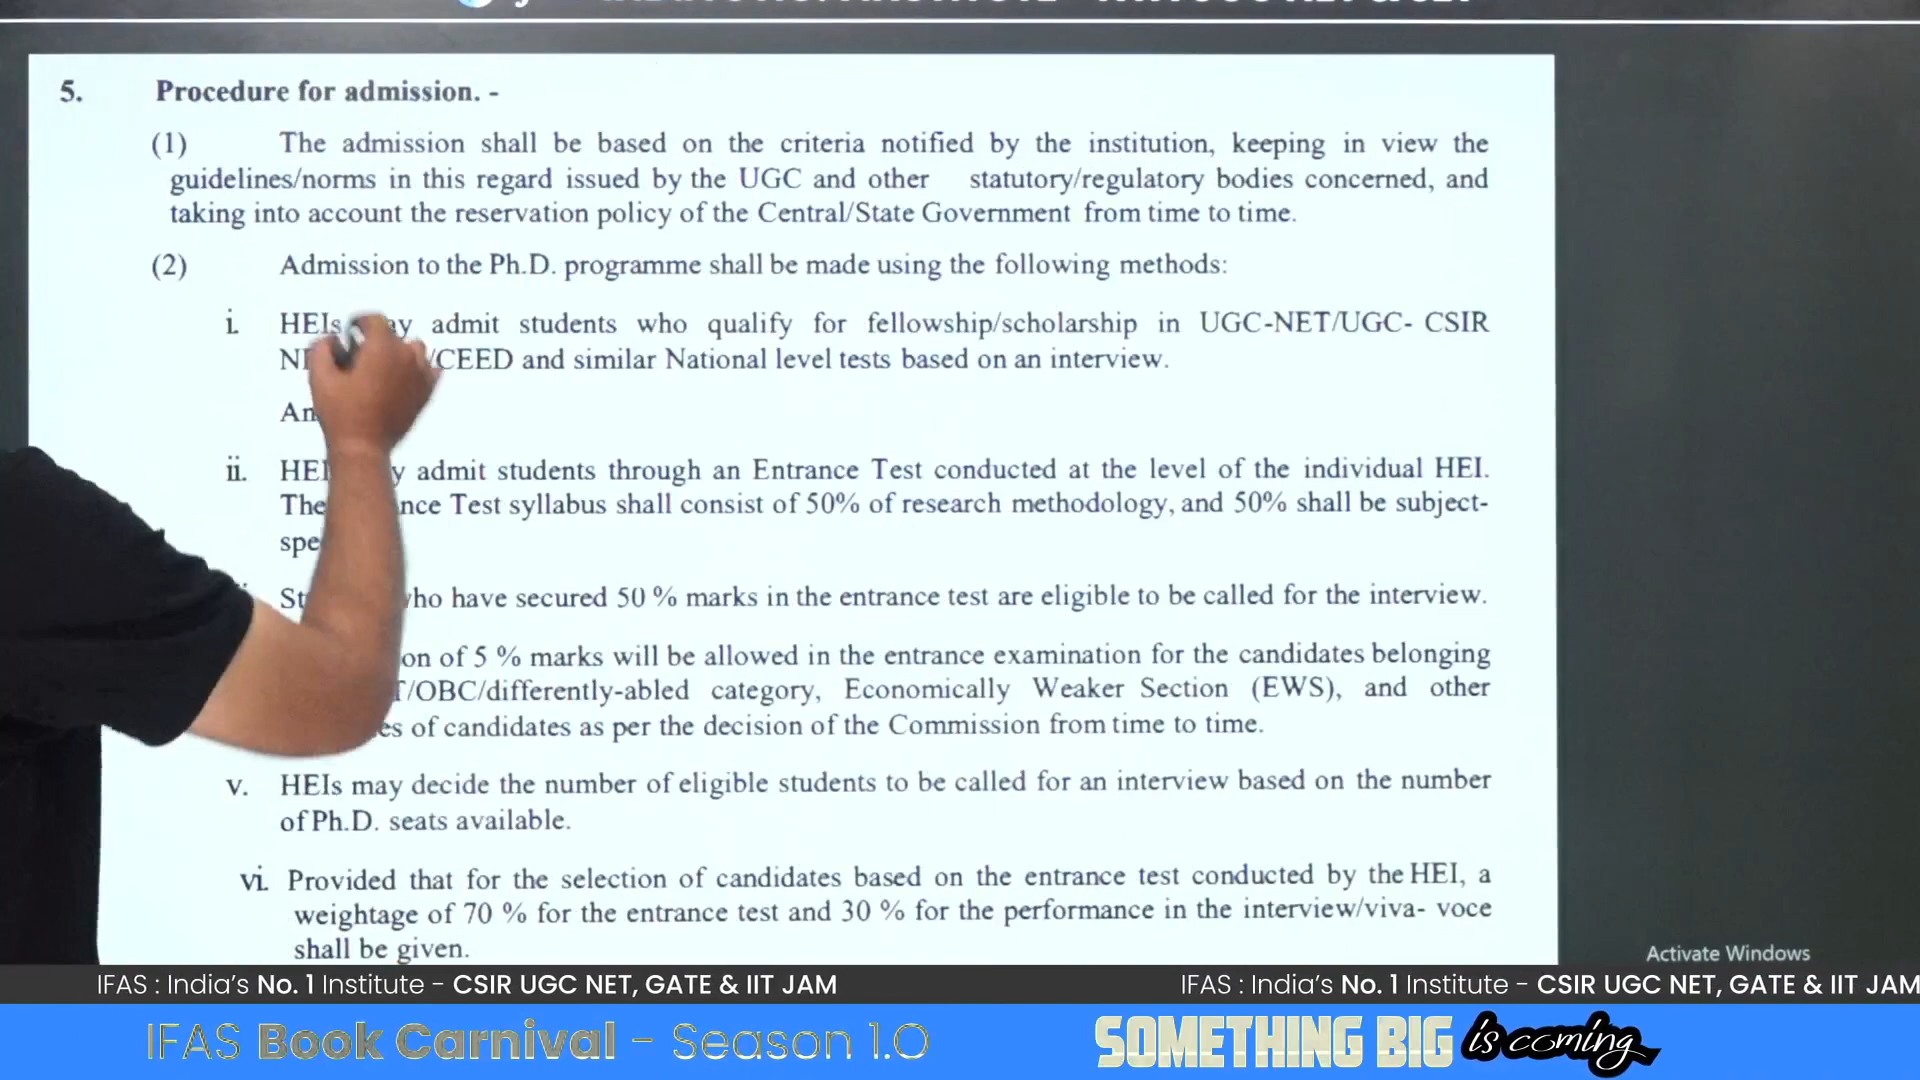 5. Procedure for admission. -
(1) The admission shall be based on the criteria notified by the institution, keeping in view the
guidelines/norms in this regard issued by the UGC and other statutory/regulatory bodies concerned, and
taking into account the reservation policy of the Central/State Government from time to time.
(2) Admission to the Ph.D. programme shall be made using the following methods:
i. HEIs admit students who qualify for fellowship/scholarship in UGC-NET/UGC- CSIR
/CEED and similar National level tests based on an interview.
ii. admit students through an Entrance Test conducted at the level of the individual HEI.
The Test syllabus shall consist of 50% of research methodology, and 50% shall be subject-
who have secured 50 % marks in the entrance test are eligible to be called for the interview.
of 5 % marks will be allowed in the entrance examination for the candidates belonging
/OBC/differently-abled category, Economically Weaker Section (EWS), and other
of candidates as per the decision of the Commission from time to time.
v. HEIs may decide the number of eligible students to be called for an interview based on the number
of Ph.D. seats available.
vi. Provided that for the selection of candidates based on the entrance test conducted by the HEI, a
weightage of 70 % for the entrance test and 30 % for the performance in the interview/viva- voce
shall be given.
Activate Windows
IFAS : India's No. 1 Institute - CSIR UGC NET, GATE & IIT JAM IFAS : India's No. 1 Institute - CSIR UGC NET, GATE & IIT JAM
IFAS Book Carnival - Season 1.0 SOMETHING BIG is coming